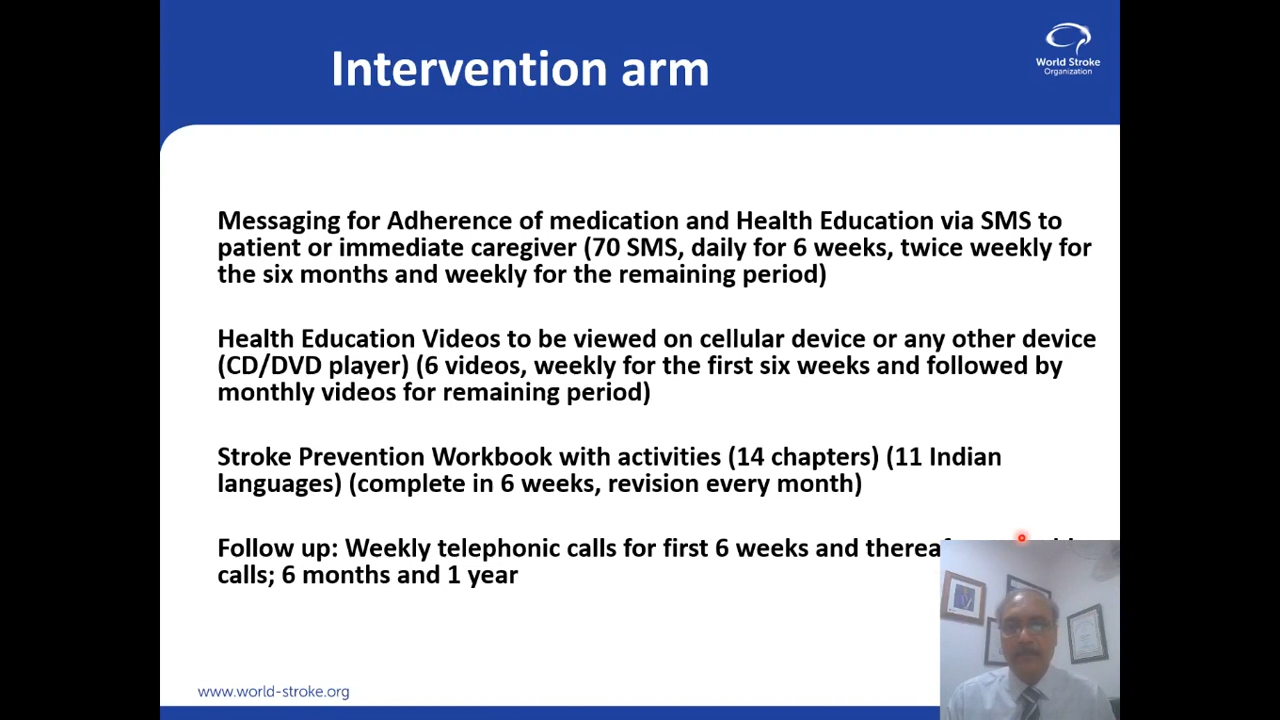 Intervention arm
World Stroke
Organization
Messaging for Adherence of medication and Health Education via SMS to
patient or immediate caregiver (70 SMS, daily for 6 weeks, twice weekly for
the six months and weekly for the remaining period)
Health Education Videos to be viewed on cellular device or any other device
(CD/DVD player) (6 videos, weekly for the first six weeks and followed by
monthly videos for remaining period)
Stroke Prevention Workbook with activities (14 chapters) (11 Indian
languages) (complete in 6 weeks, revision every month)
Follow up: Weekly telephonic calls for first 6 weeks and
calls; 6 months and 1 year
www.world-stroke.org